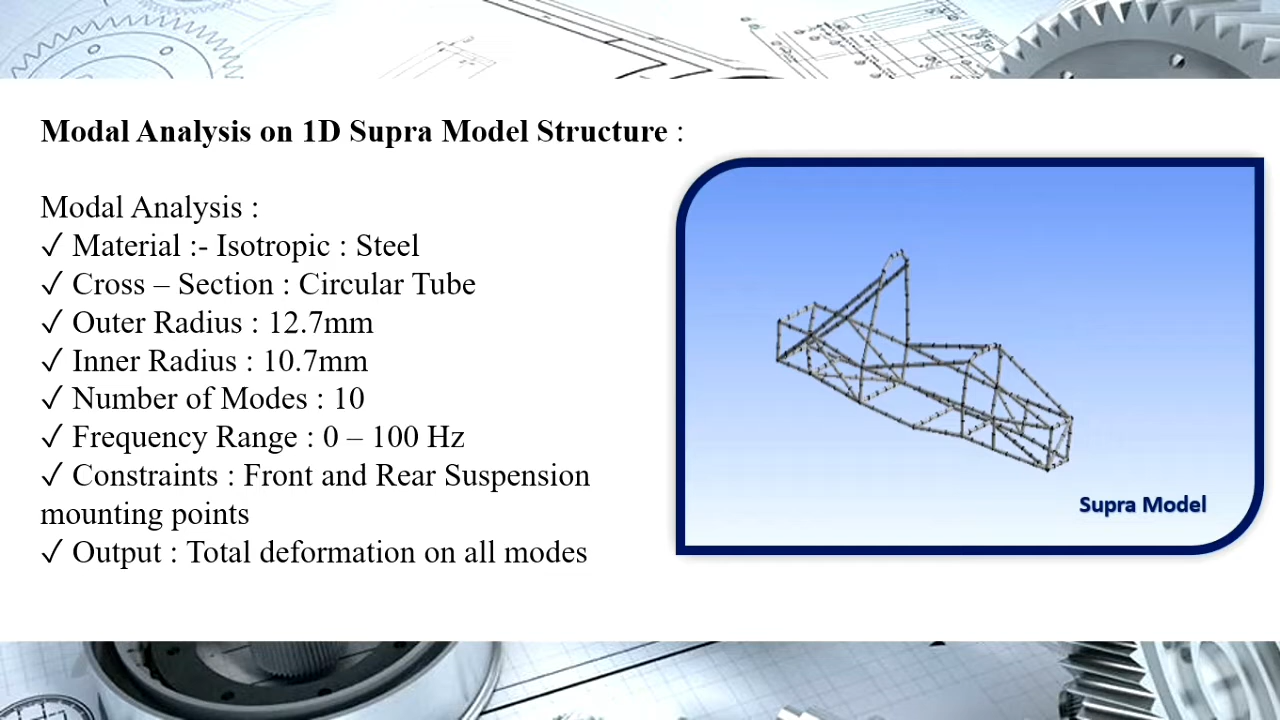 Modal Analysis on 1D Supra Model Structure :
Modal Analysis :
✓ Material :- Isotropic : Steel
✓ Cross – Section : Circular Tube
✓ Outer Radius : 12.7mm
✓ Inner Radius : 10.7mm
✓ Number of Modes : 10
✓ Frequency Range : 0 – 100 Hz
✓ Constraints : Front and Rear Suspension
mounting points
✓ Output : Total deformation on all modes
Supra Model